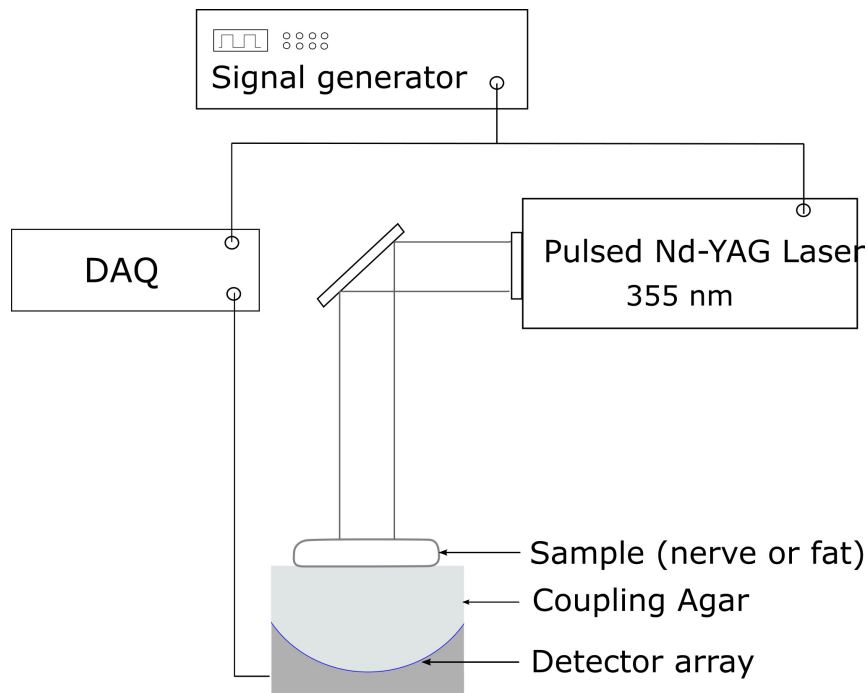 Signal generator
DAQ
Pulsed Nd-YAG Laser
355 nm
Sample (nerve or fat)
Coupling Agar
Detector array